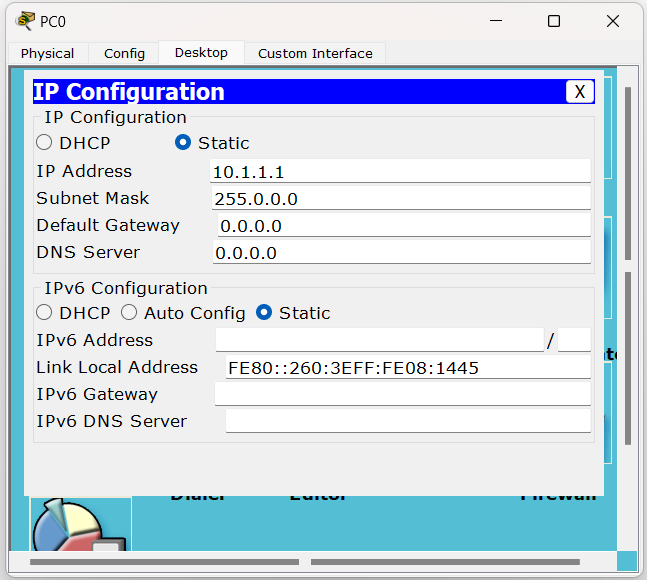 PC0
Physical Config Desktop Custom Interface
IP Configuration X
IP Configuration
DHCP Static
IP Address 10.1.1.1
Subnet Mask 255.0.0.0
Default Gateway 0.0.0.0
DNS Server 0.0.0.0
IPv6 Configuration
DHCP Auto Config Static
IPv6 Address /
Link Local Address FE80::260:3EFF:FE08:1445
IPv6 Gateway
IPv6 DNS Server
Dialer Editor Firewall